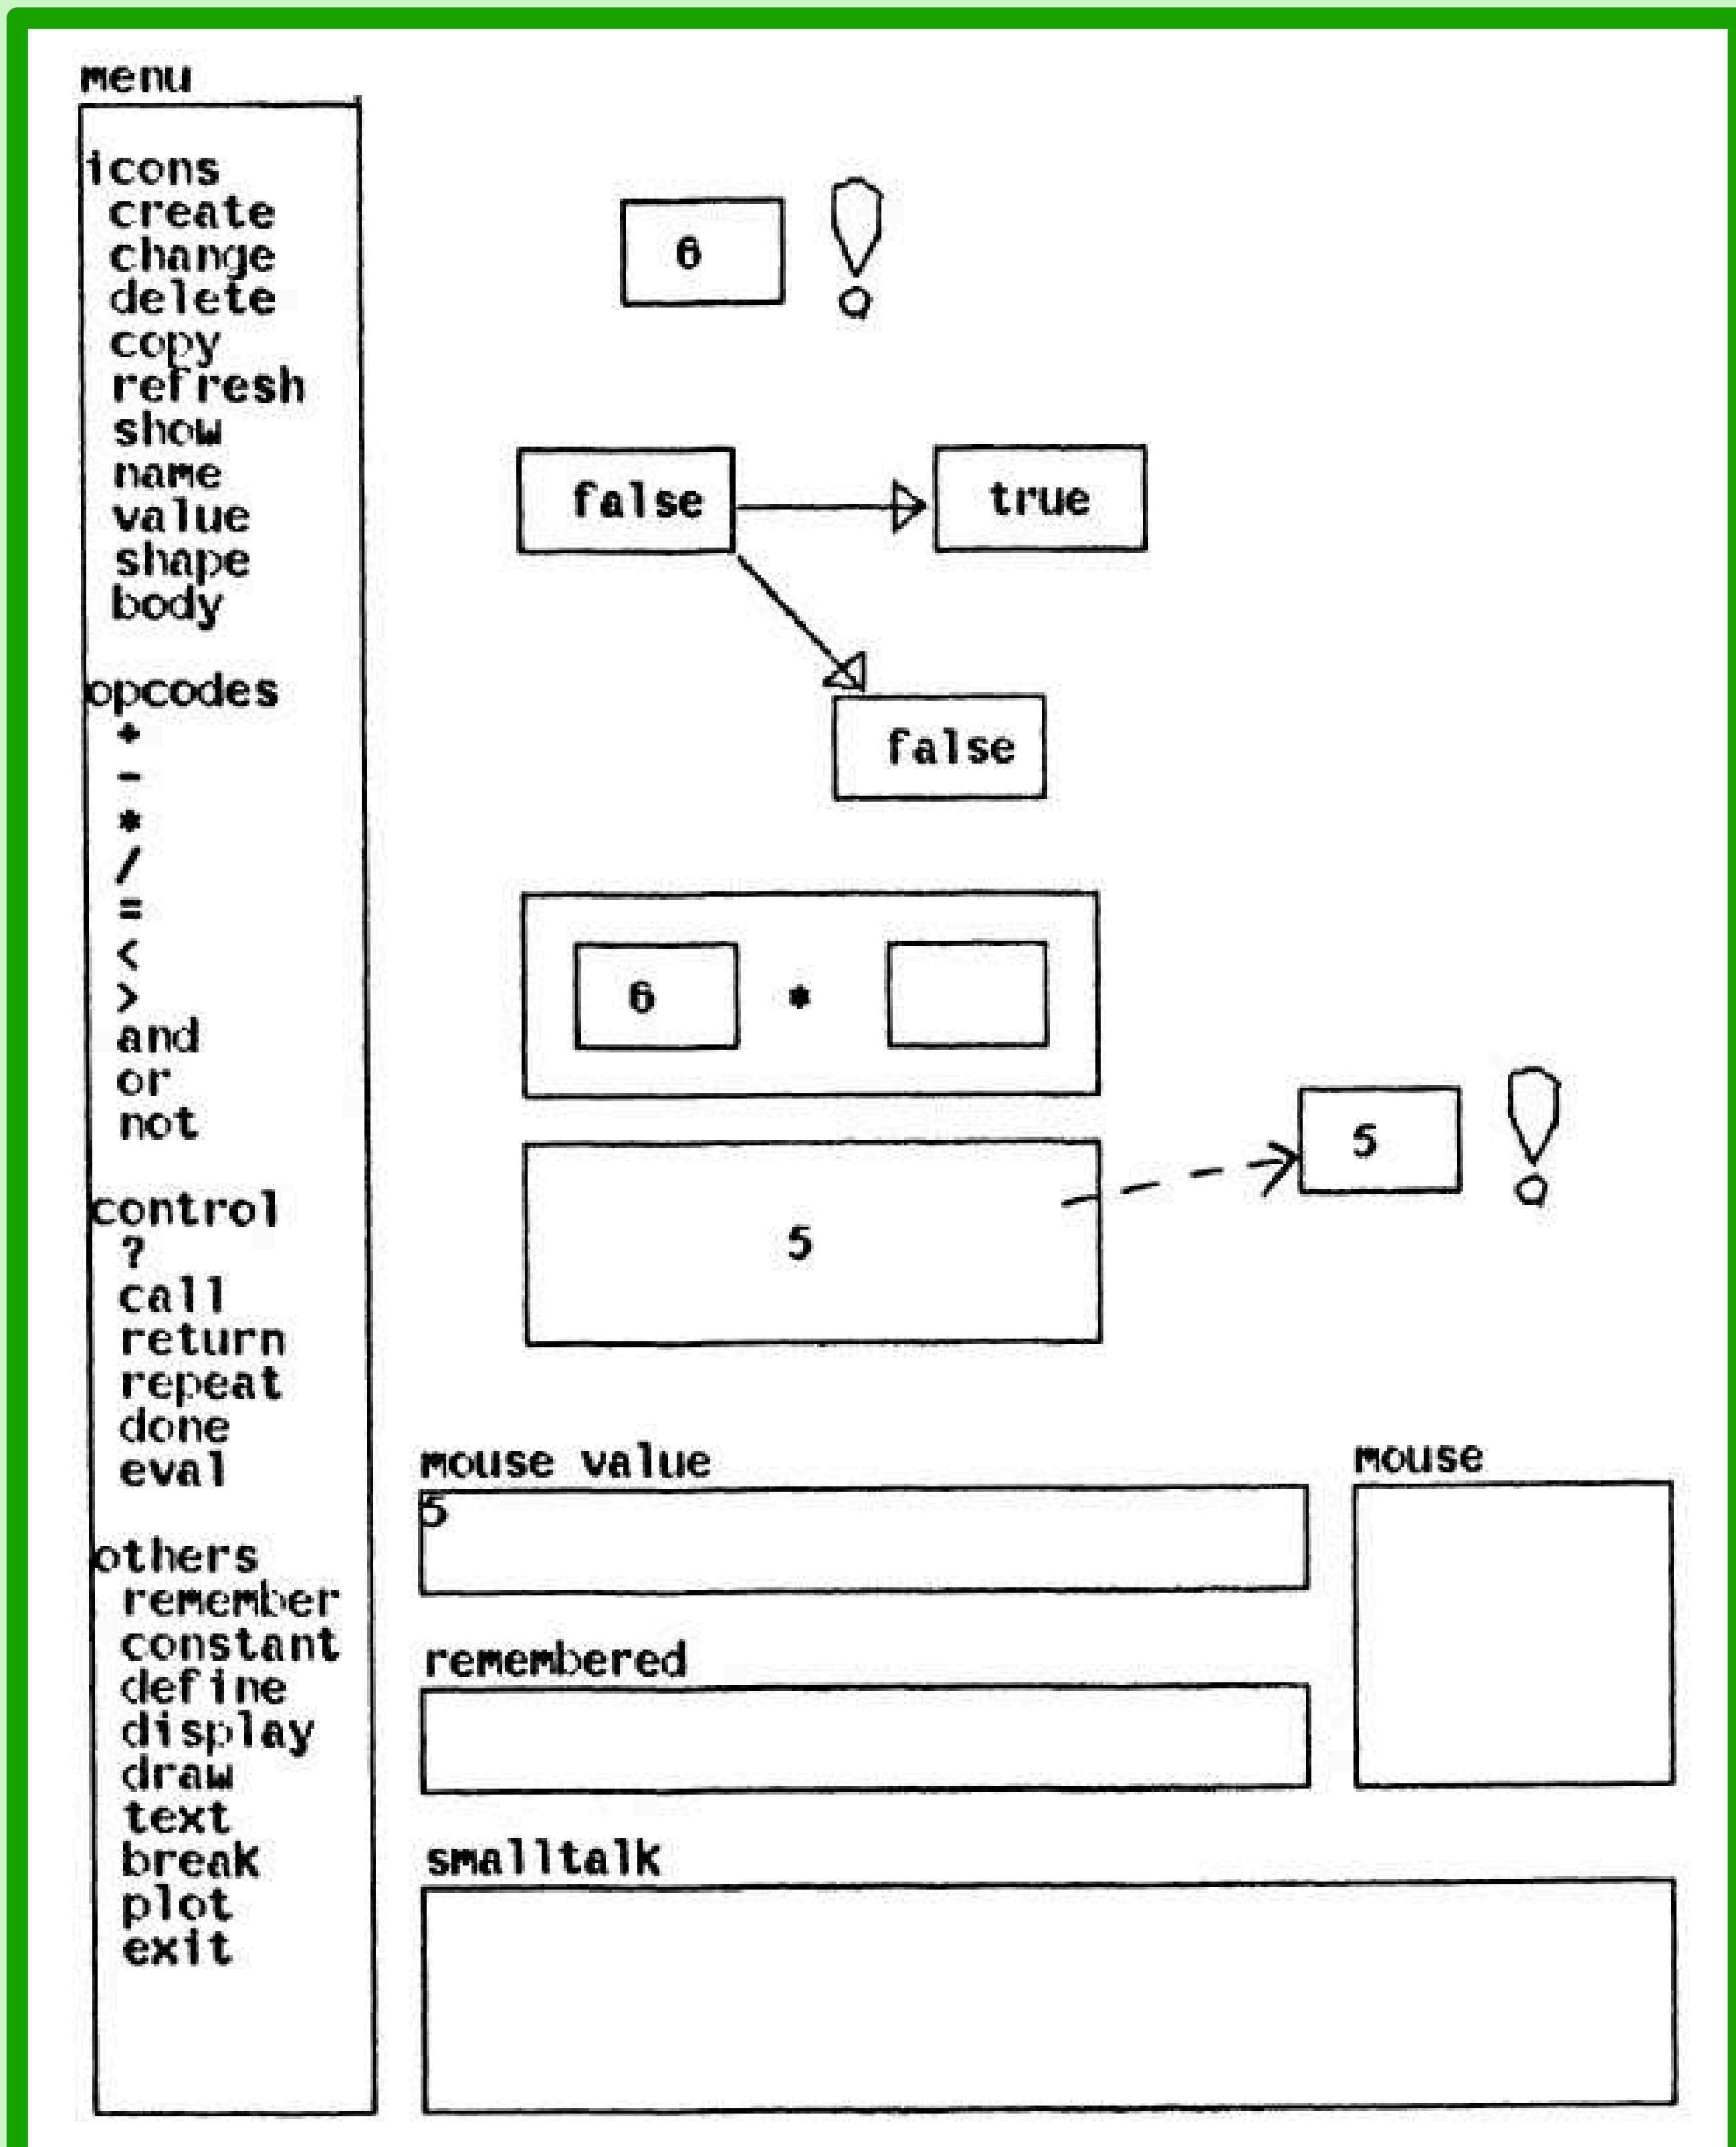 menu
icons
create
change
delete
copy
refresh
show
name
value
shape
body
opcodes
+
-
*
/
=
<
>
and
or
not
control
?
call
return
repeat
done
eval
others
remember
constant
define
display
draw
text
break
plot
exit
6 !
false true
false
6 *
5 !
5
mouse value
5
mouse
remembered
smalltalk